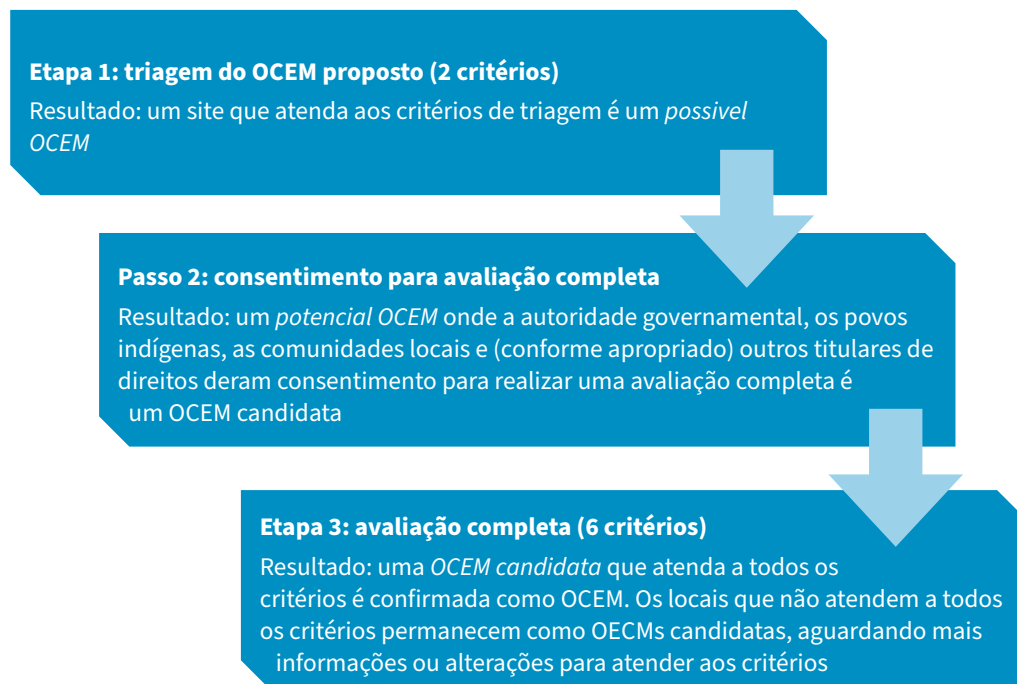 Etapa 1: triagem do OCEM proposto (2 critérios)
Resultado: um site que atenda aos critérios de triagem é um possivel
OCEM
Passo 2: consentimento para avaliação completa
Resultado: um potencial OCEM onde a autoridade governamental, os povos
indígenas, as comunidades locais e (conforme apropriado) outros titulares de
direitos deram consentimento para realizar uma avaliação completa é
um OCEM candidata
Etapa 3: avaliação completa (6 critérios)
Resultado: uma OCEM candidata que atenda a todos os
critérios é confirmada como OCEM. Os locais que não atendem a todos
os critérios permanecem como OECMs candidatas, aguardando mais
informações ou alterações para atender aos critérios